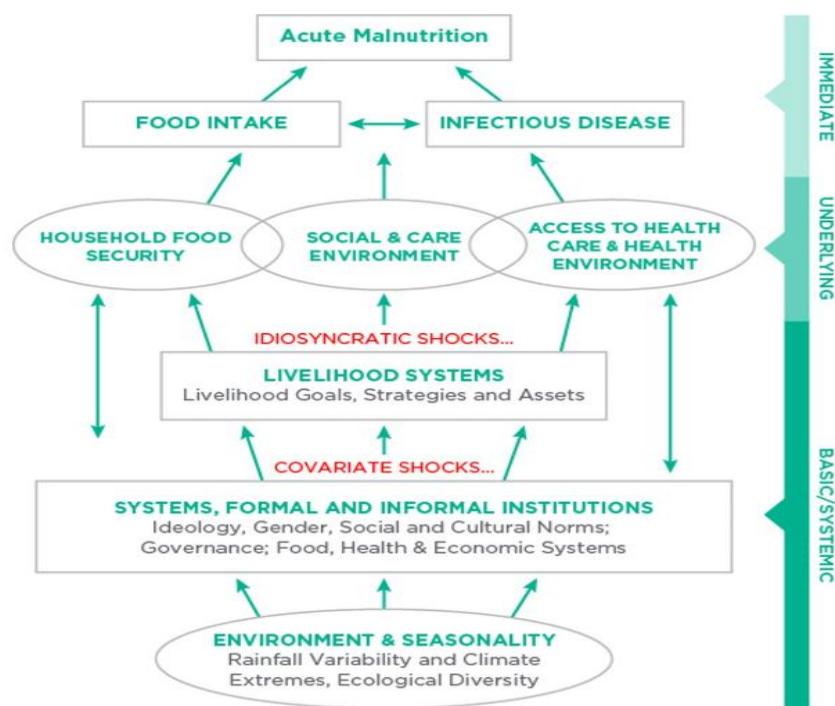 Acute Malnutrition
FOOD INTAKE
INFECTIOUS DISEASE
HOUSEHOLD FOOD
SECURITY
SOCIAL & CARE
ENVIRONMENT
ACCESS TO HEALTH
CARE & HEALTH
ENVIRONMENT
IDIOSYNCRATIC SHOCKS...
LIVELIHOOD SYSTEMS
Livelihood Goals, Strategies and Assets
COVARIATE SHOCKS...
SYSTEMS, FORMAL AND INFORMAL INSTITUTIONS
Ideology, Gender, Social and Cultural Norms;
Governance; Food, Health & Economic Systems
ENVIRONMENT & SEASONALITY
Rainfall Variability and Climate
Extremes, Ecological Diversity
IMMEDIATE
UNDERLYING
BASIC/SYSTEMIC